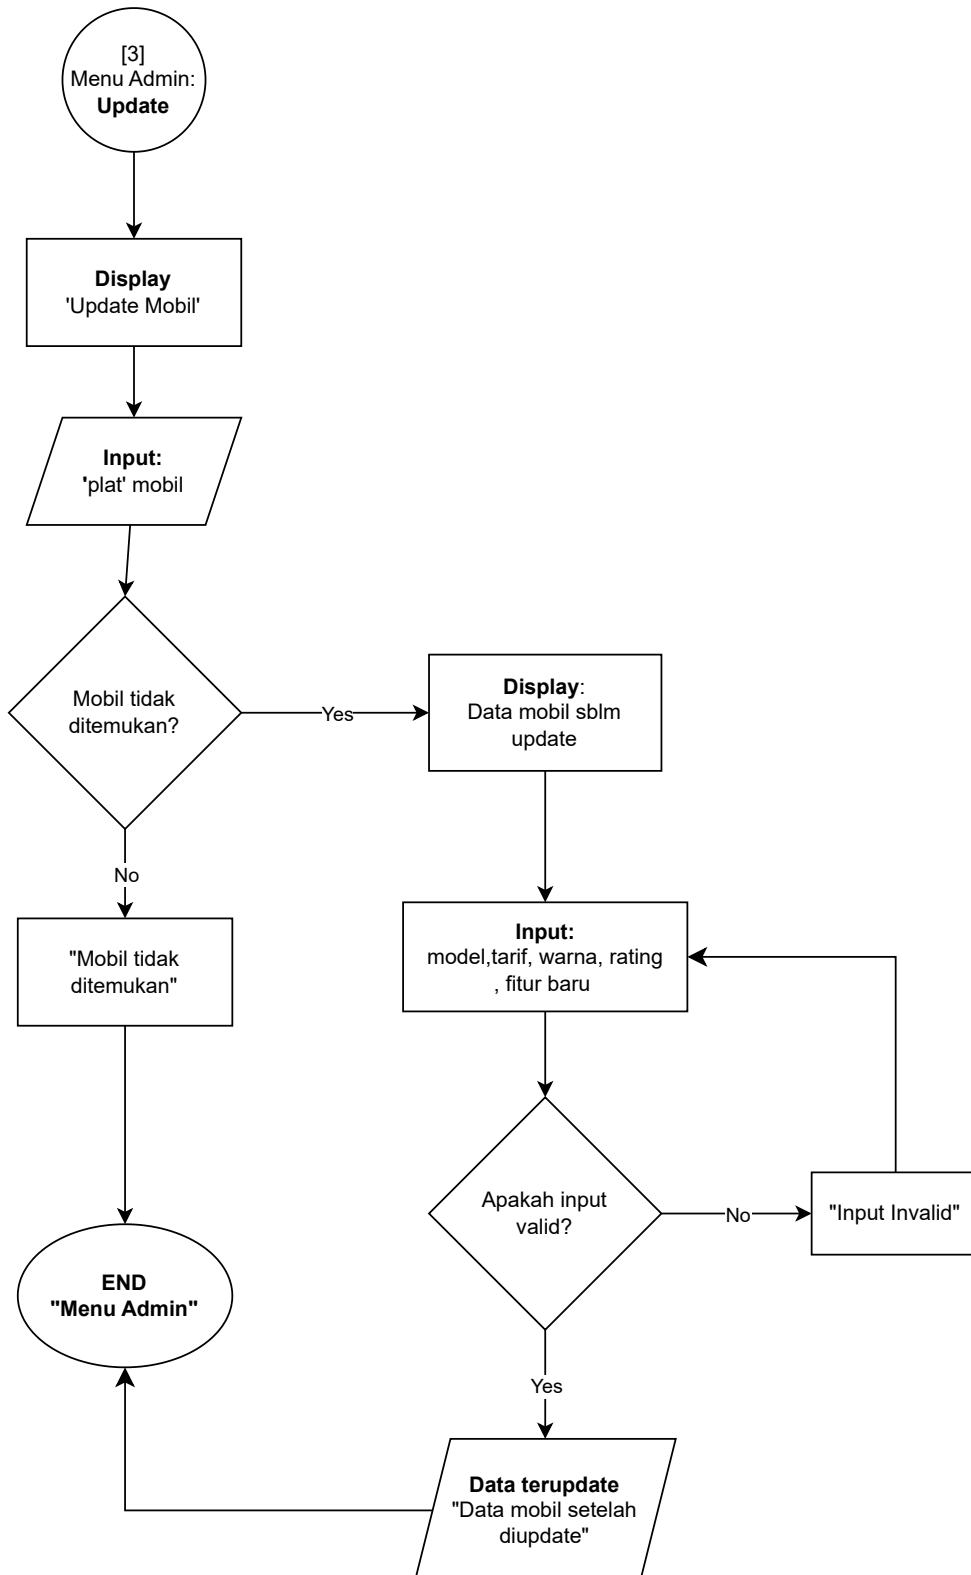 [3]
Menu Admin:
Update
Display
'Update Mobil'
Input:
'plat' mobil
Mobil tidak
ditemukan?
Yes
Display:
Data mobil sblm
update
No
"Mobil tidak
ditemukan"
Input:
model,tarif, warna, rating
, fitur baru
Apakah input
valid?
No
"Input Invalid"
END
"Menu Admin"
Yes
Data terupdate
"Data mobil setelah
diupdate"